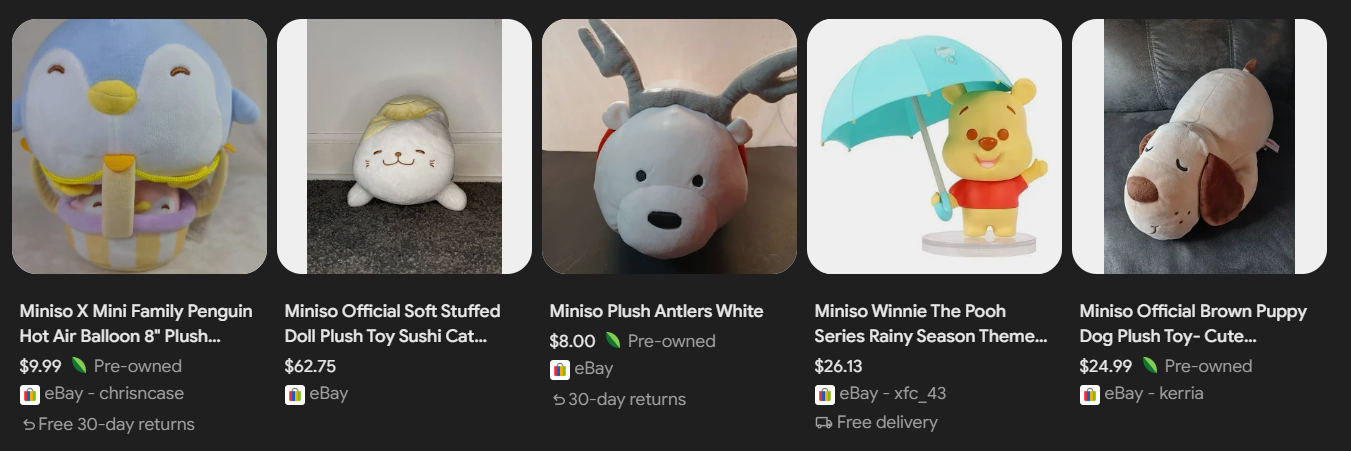 Miniso X Mini Family Penguin
Hot Air Balloon 8" Plush...
$9.99 Pre-owned
eBay - chrisncase
Free 30-day returns
Miniso Official Soft Stuffed
Doll Plush Toy Sushi Cat...
$62.75
eBay
Miniso Plush Antlers White
$8.00 Pre-owned
eBay
30-day returns
Miniso Winnie The Pooh
Series Rainy Season Theme...
$26.13
eBay - xfc_43
Free delivery
Miniso Official Brown Puppy
Dog Plush Toy- Cute...
$24.99 Pre-owned
eBay - kerria